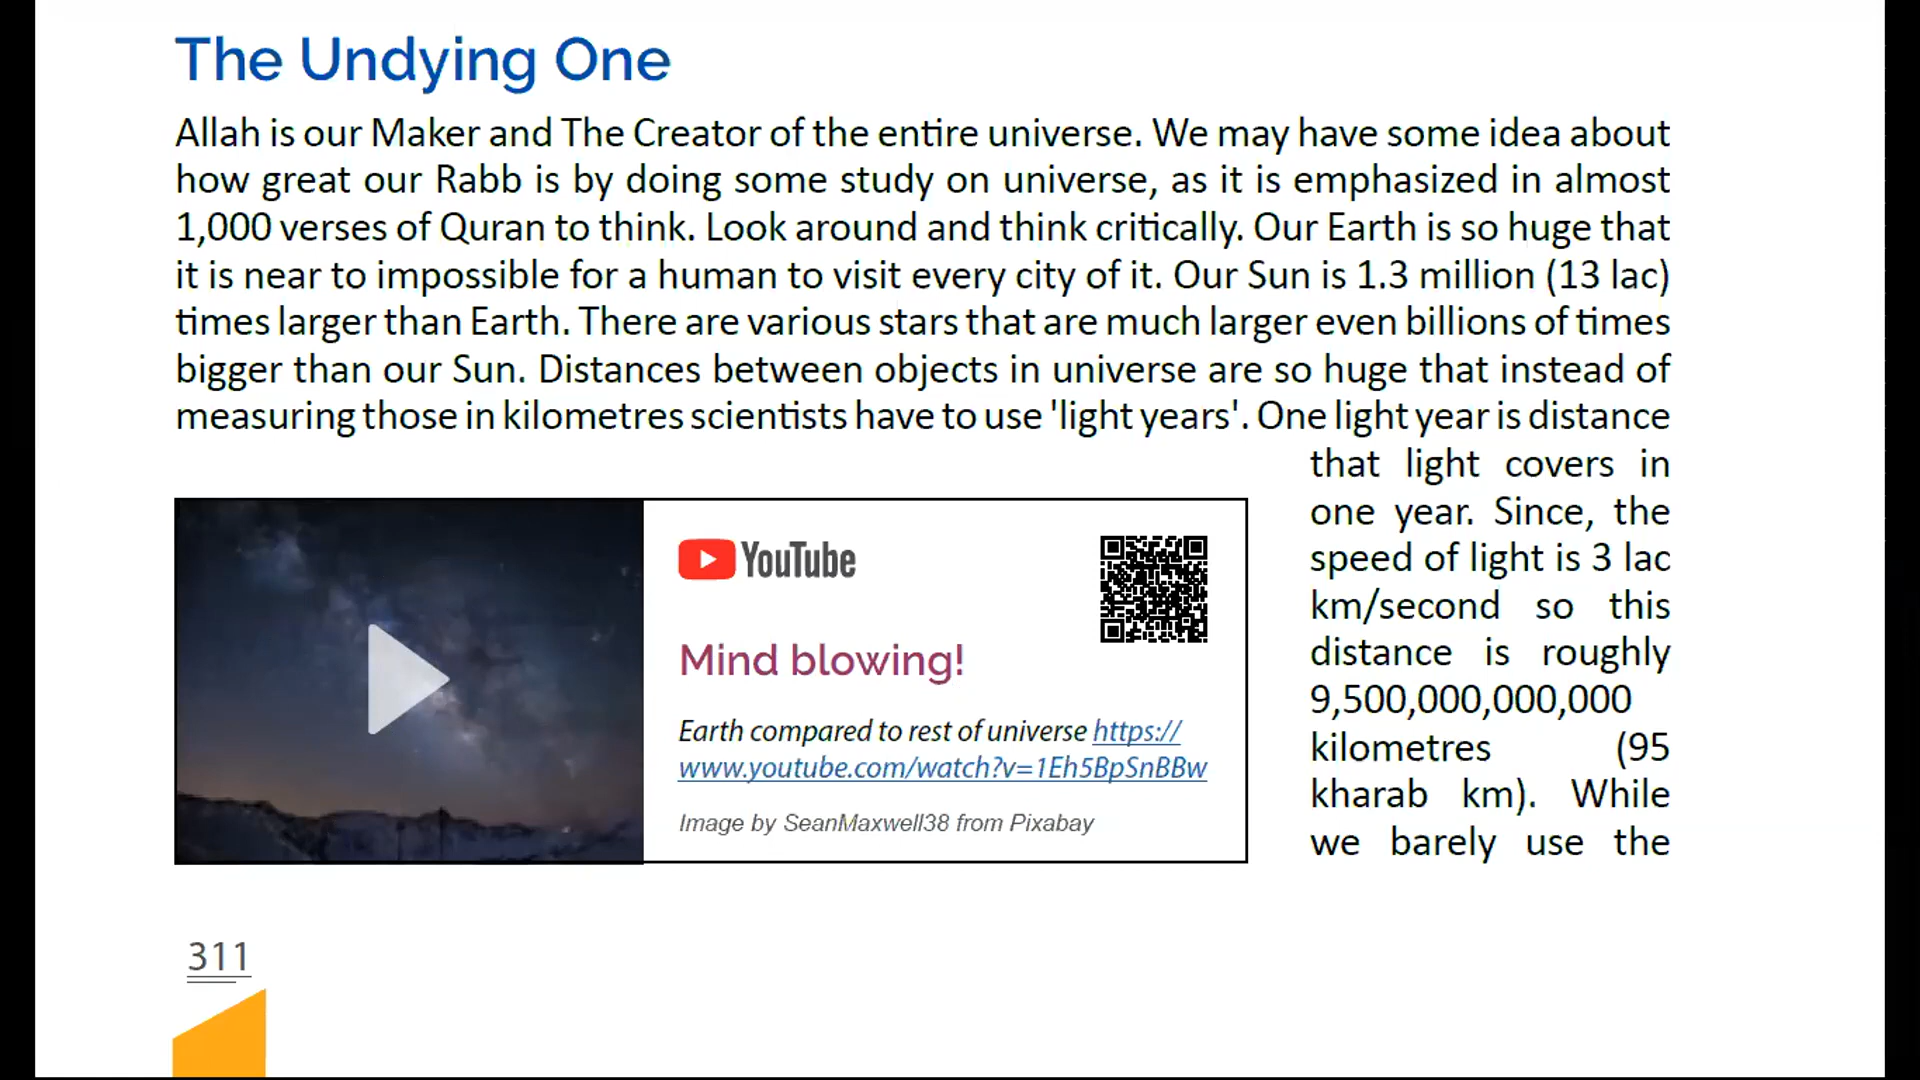 The Undying One
Allah is our Maker and The Creator of the entire universe. We may have some idea about
how great our Rabb is by doing some study on universe, as it is emphasized in almost
1,000 verses of Quran to think. Look around and think critically. Our Earth is so huge that
it is near to impossible for a human to visit every city of it. Our Sun is 1.3 million (13 lac)
times larger than Earth. There are various stars that are much larger even billions of times
bigger than our Sun. Distances between objects in universe are so huge that instead of
measuring those in kilometres scientists have to use 'light years'. One light year is distance
that light covers in
one year. Since, the
speed of light is 3 lac
km/second so this
distance is roughly
9,500,000,000,000
kilometres (95
kharab km). While
we barely use the
YouTube
Mind blowing!
Earth compared to rest of universe https://
www.youtube.com/watch?v=1Eh5BpSnBBw
Image by SeanMaxwell38 from Pixabay
311